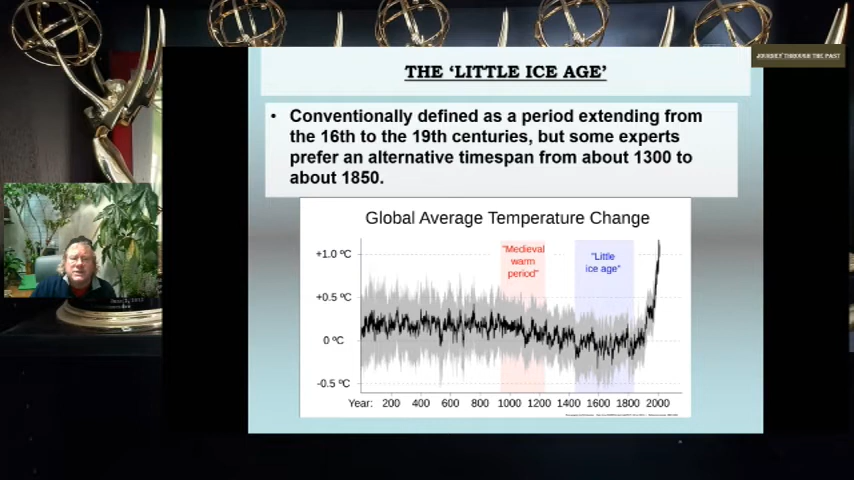 JOURNEY THROUGH THE PAST
THE 'LITTLE ICE AGE'
• Conventionally defined as a period extending from
the 16th to the 19th centuries, but some experts
prefer an alternative timespan from about 1300 to
about 1850.
Global Average Temperature Change
+1.0 ºC
+0.5 ºC
0 ºC
-0.5 ºC
"Medieval
warm
period"
"Little
ice age"
Year: 200 400 600 800 1000 1200 1400 1600 1800 2000